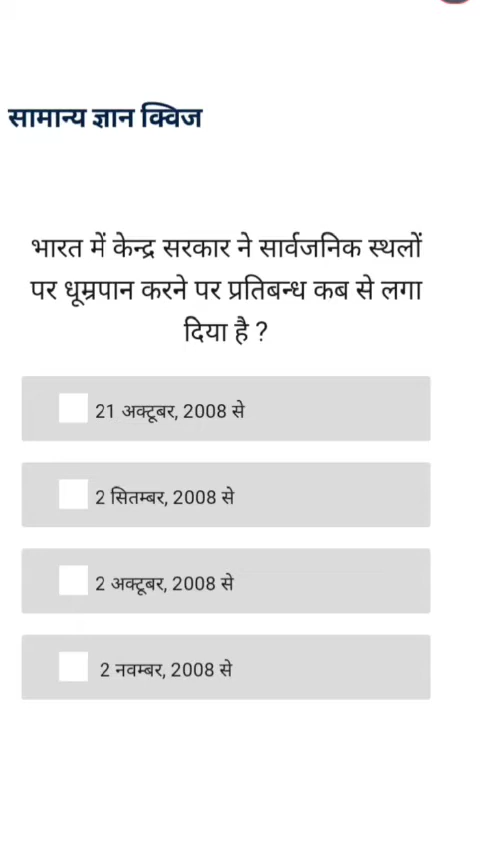 सामान्य ज्ञान क्विज
भारत में केन्द्र सरकार ने सार्वजनिक स्थलों
पर धूम्रपान करने पर प्रतिबन्ध कब से लगा
दिया है ?
21 अक्टूबर, 2008 से
2 सितम्बर, 2008 से
2 अक्टूबर, 2008 से
2 नवम्बर, 2008 से